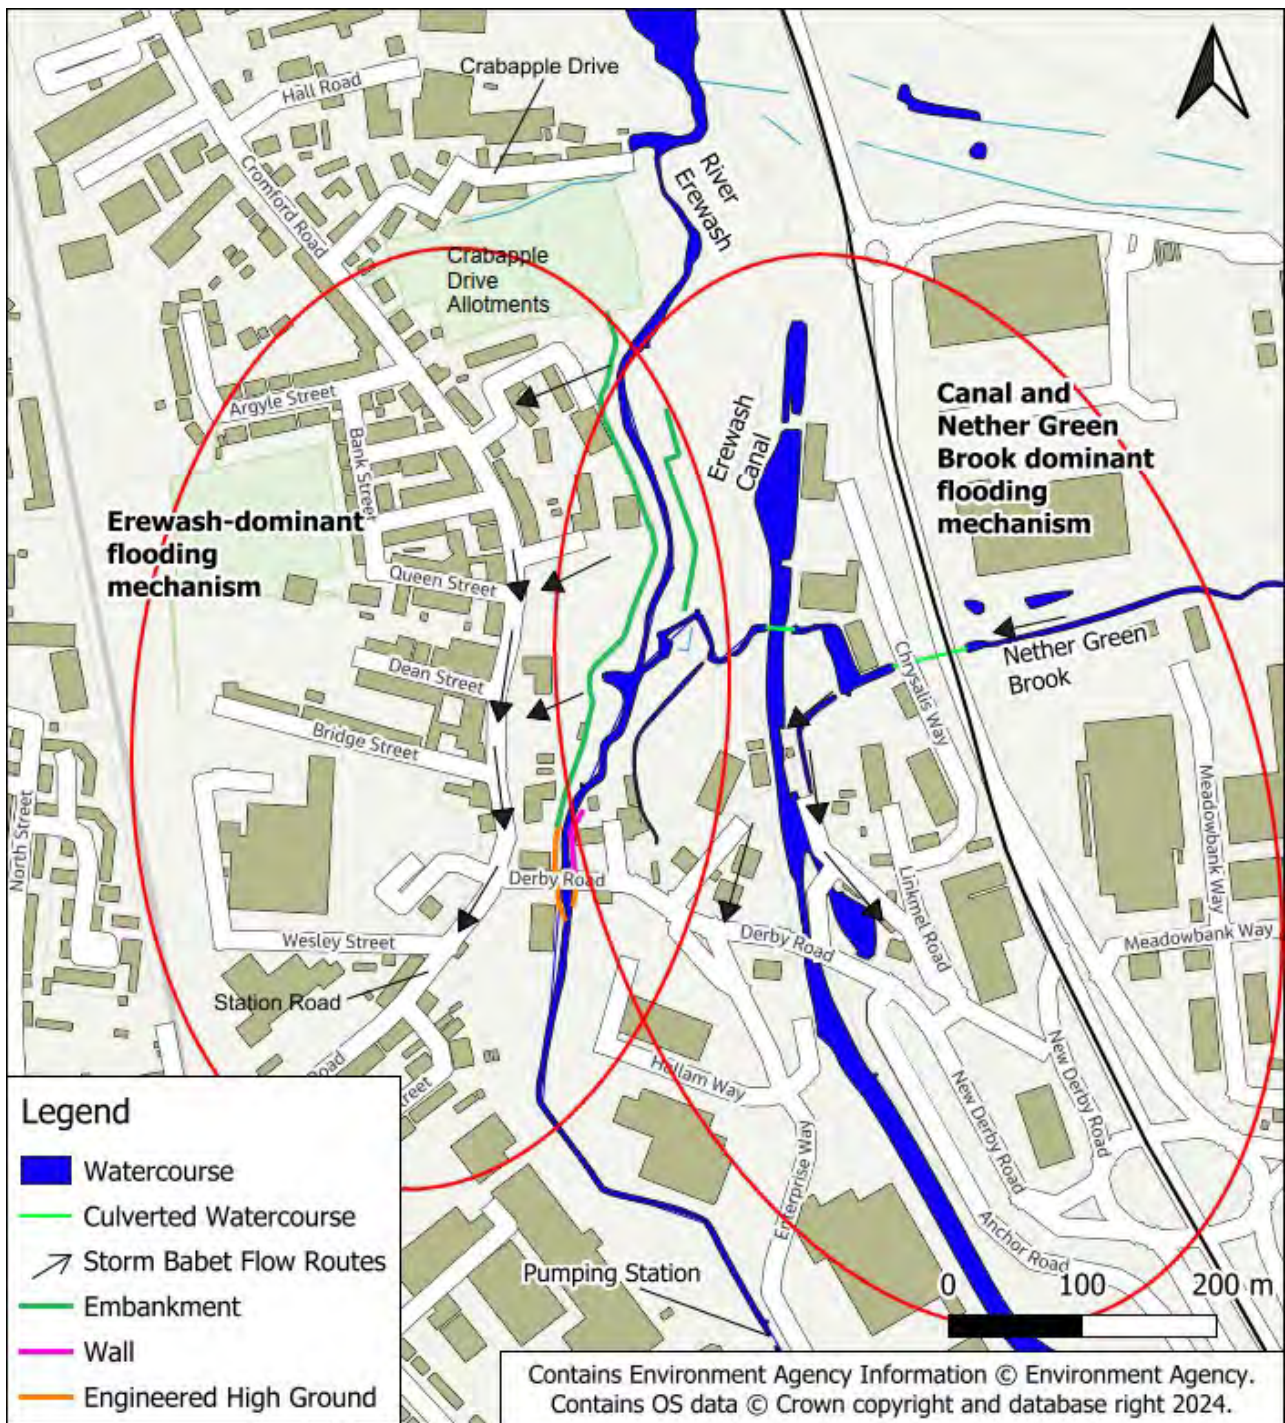 Crabapple Drive
Hall Road
Cromford Road
River
Erewash
Crabapple
Drive
Allotments
Argyle Street
Bank Street
Erewash
Canal
Canal and
Nether Green
Brook dominant
flooding
mechanism
Erewash-dominant
flooding
mechanism
Queen Street
Dean Street
Bridge Street
Chrysalis Way
Nether Green
Brook
North Street
Meadowbank Way
Derby Road
Wesley Street
Station Road
Linkmel Road
Derby Road
Meadowbank Way
Road
reet
Hallam Way
New Derby Road
New Derby Road
Enterprise Way
Anchor Road
Pumping Station
0 100 200 m
Legend
Watercourse
Culverted Watercourse
Storm Babet Flow Routes
Embankment
Wall
Engineered High Ground
Contains Environment Agency Information © Environment Agency.
Contains OS data © Crown copyright and database right 2024.